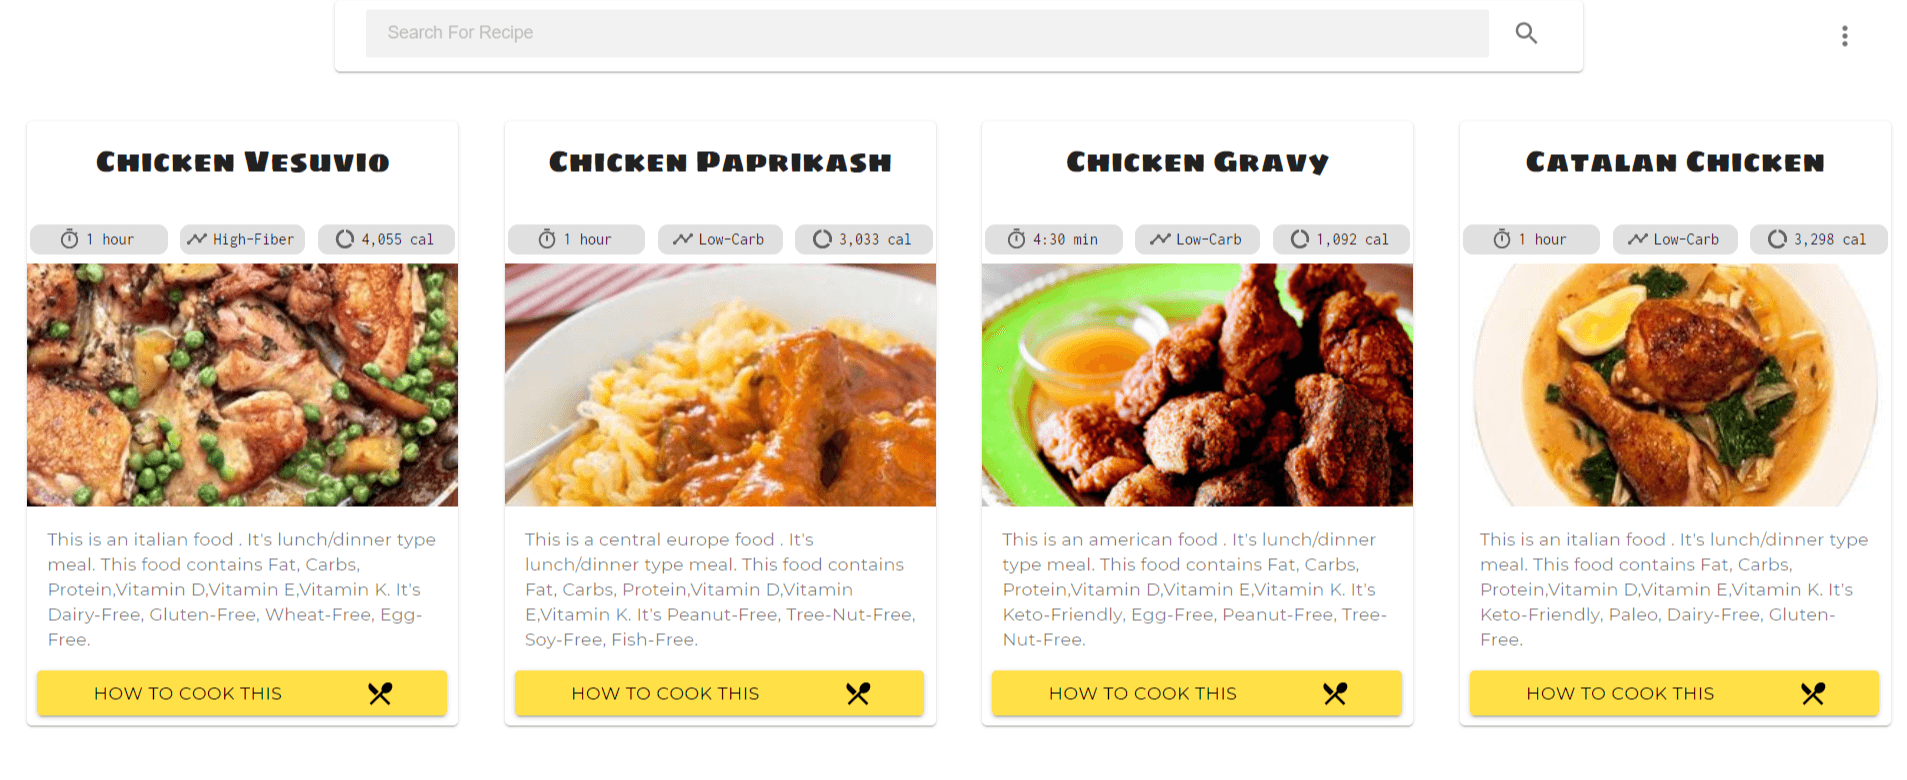 Search For Recipe
Chicken Vesuvio
1 hour High-Fiber 4,055 cal
This is an italian food . It's lunch/dinner type
meal. This food contains Fat, Carbs,
Protein,Vitamin D,Vitamin E,Vitamin K. It's
Dairy-Free, Gluten-Free, Wheat-Free, Egg-
Free.
HOW TO COOK THIS
Chicken Paprikash
1 hour Low-Carb 3,033 cal
This is a central europe food . It's
lunch/dinner type meal. This food contains
Fat, Carbs, Protein,Vitamin D,Vitamin
E,Vitamin K. It's Peanut-Free, Tree-Nut-Free,
Soy-Free, Fish-Free.
HOW TO COOK THIS
Chicken Gravy
4:30 min Low-Carb 1,092 cal
This is an american food . It's lunch/dinner
type meal. This food contains Fat, Carbs,
Protein,Vitamin D,Vitamin E,Vitamin K. It's
Keto-Friendly, Egg-Free, Peanut-Free, Tree-
Nut-Free.
HOW TO COOK THIS
Catalan Chicken
1 hour Low-Carb 3,298 cal
This is an italian food . It's lunch/dinner type
meal. This food contains Fat, Carbs,
Protein,Vitamin D,Vitamin E,Vitamin K. It's
Keto-Friendly, Paleo, Dairy-Free, Gluten-
Free.
HOW TO COOK THIS